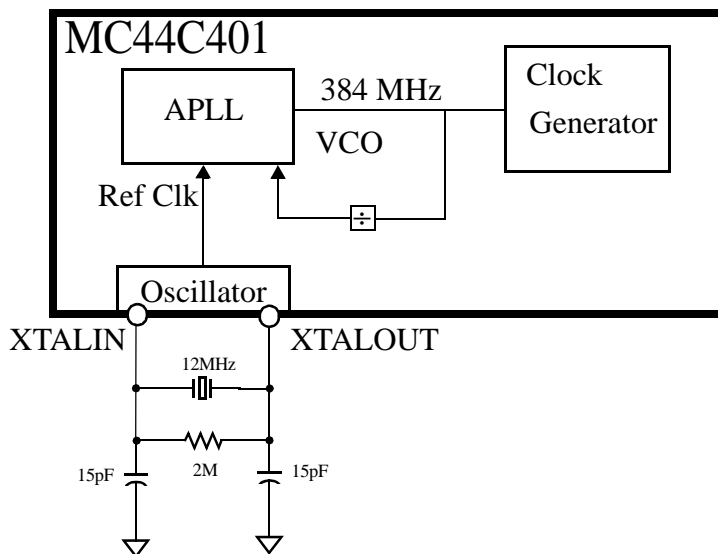 MC44C401
APLL
384 MHz
VCO
Clock
Generator
Ref Clk
÷
Oscillator
XTALIN
XTALOUT
12MHz
15pF
2M
15pF